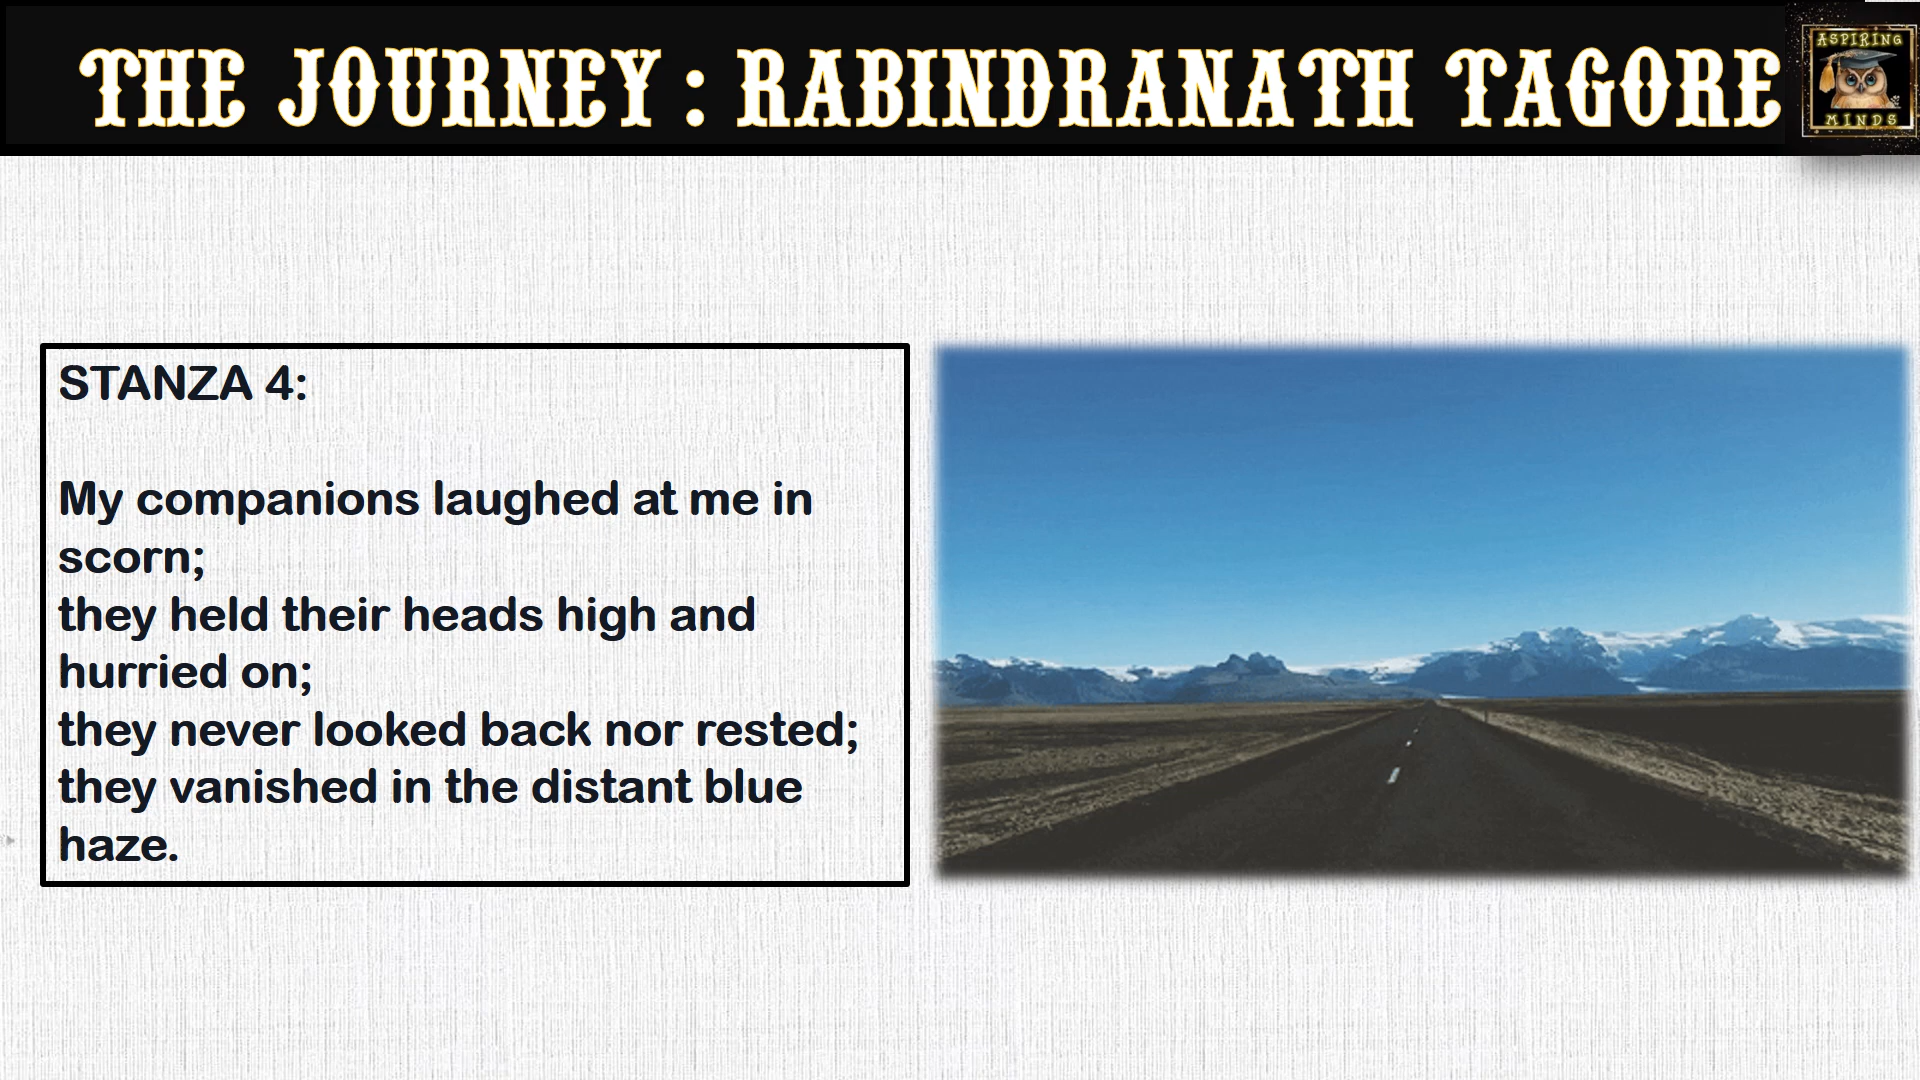 THE JOURNEY : RABINDRANATH TAGORE
ASPIRING
MINDS
STANZA 4:
My companions laughed at me in
scorn;
they held their heads high and
hurried on;
they never looked back nor rested;
they vanished in the distant blue
haze.